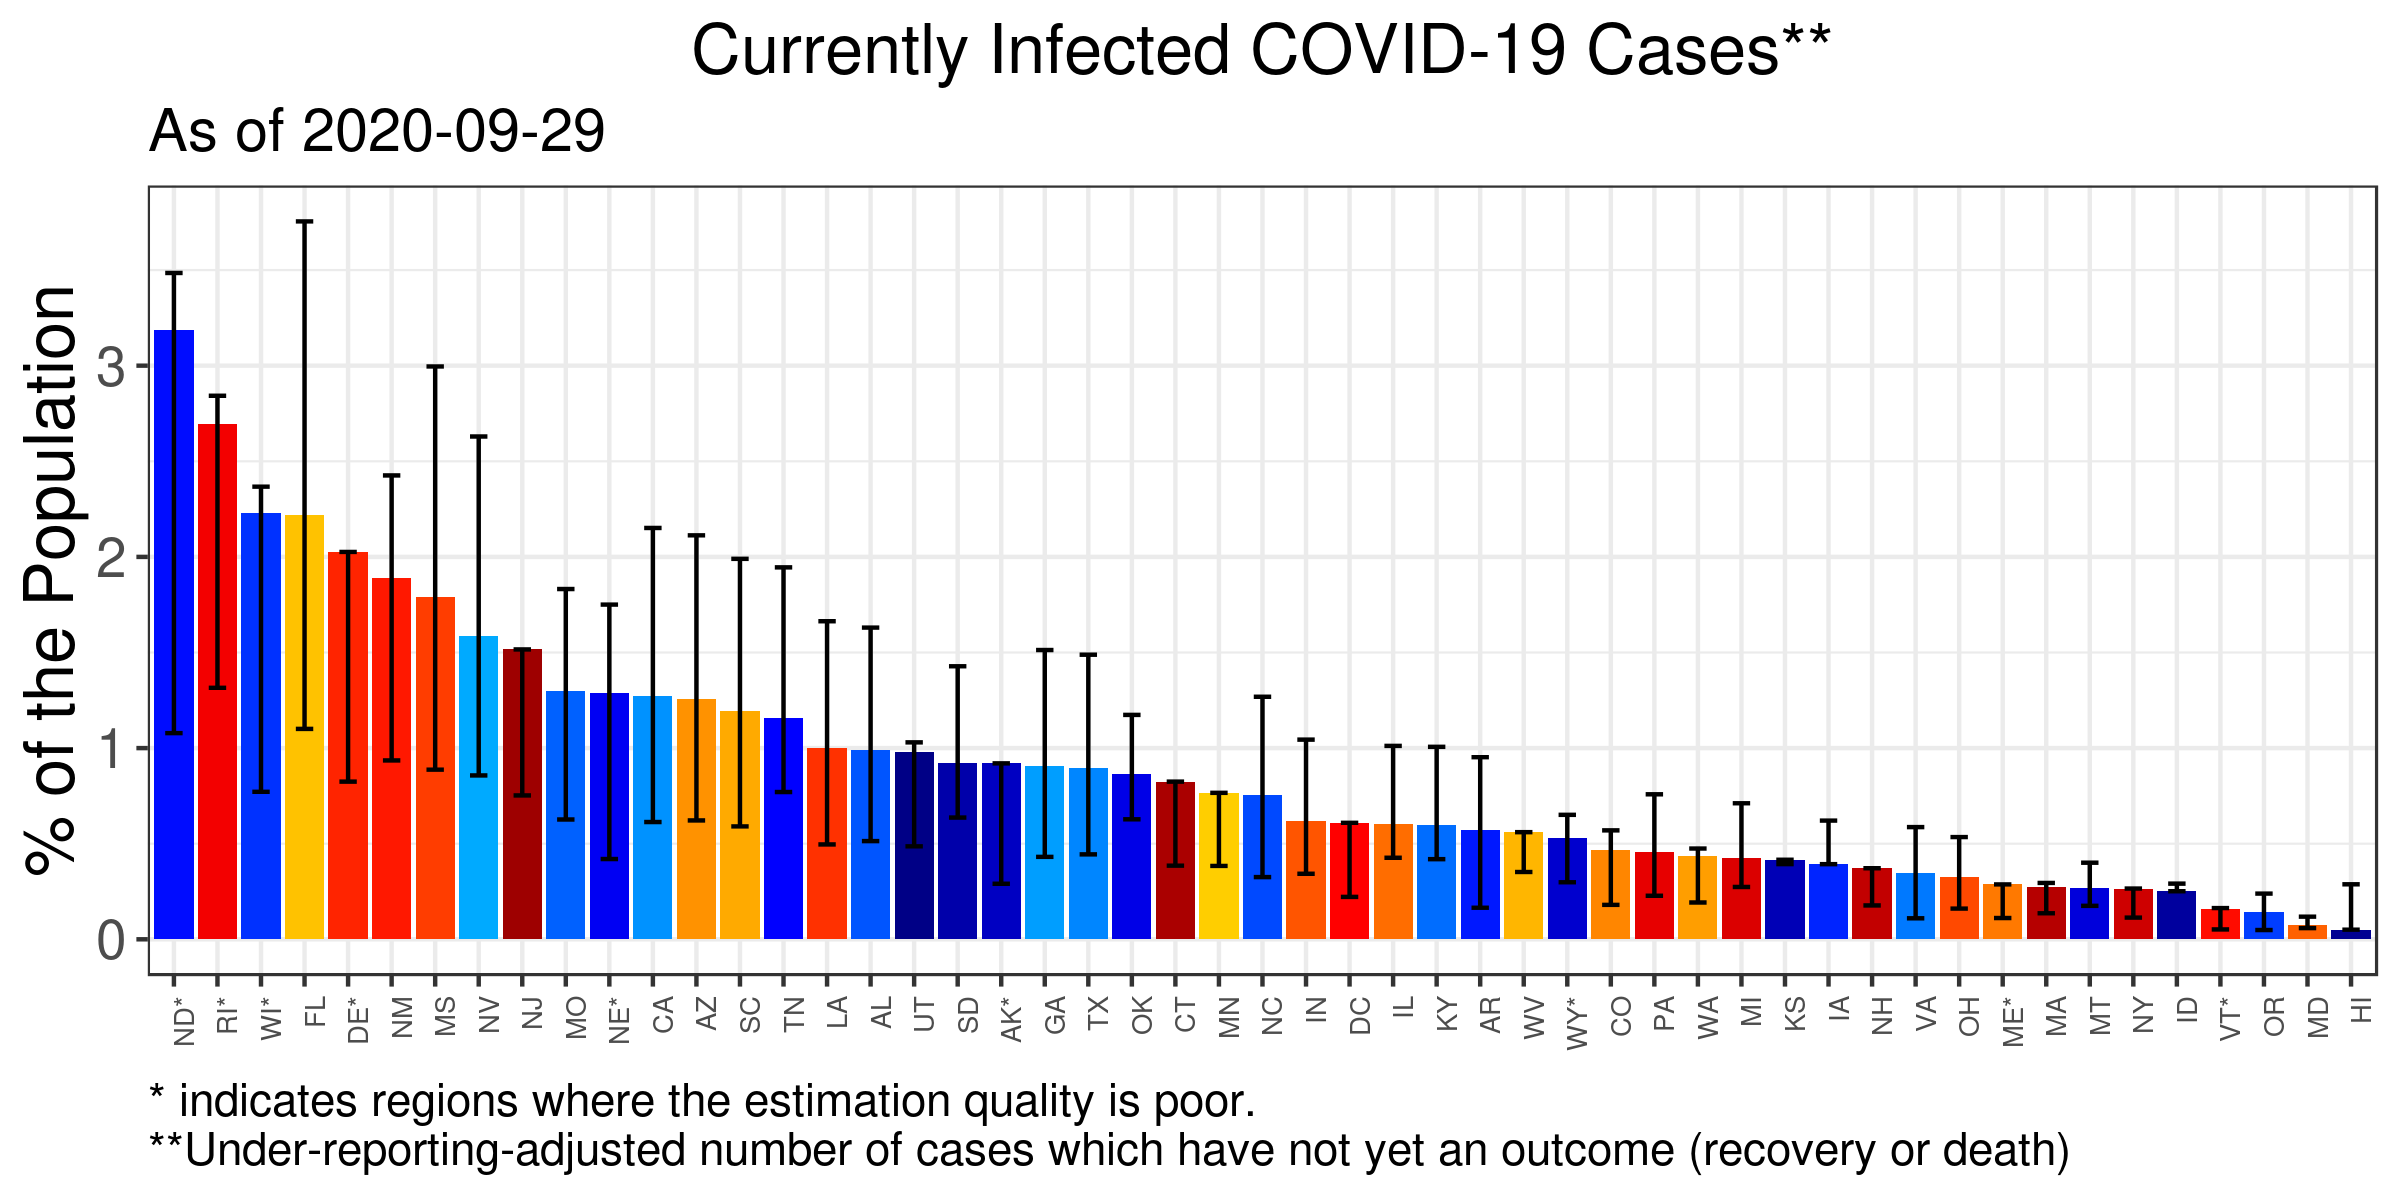 Currently Infected COVID-19 Cases**
As of 2020-09-29
% of the Population
3
2
1
0
ND* RI* WI* FL DE* NM MS NV NJ MO NE* CA AZ SC TN LA AL UT SD AK* GA TX OK CT MN NC IN DC IL KY AR WV WY* CO PA WA MI KS IA NH VA OH ME* MA MT NY ID VT* OR MD HI
* indicates regions where the estimation quality is poor.
**Under-reporting-adjusted number of cases which have not yet an outcome (recovery or death)